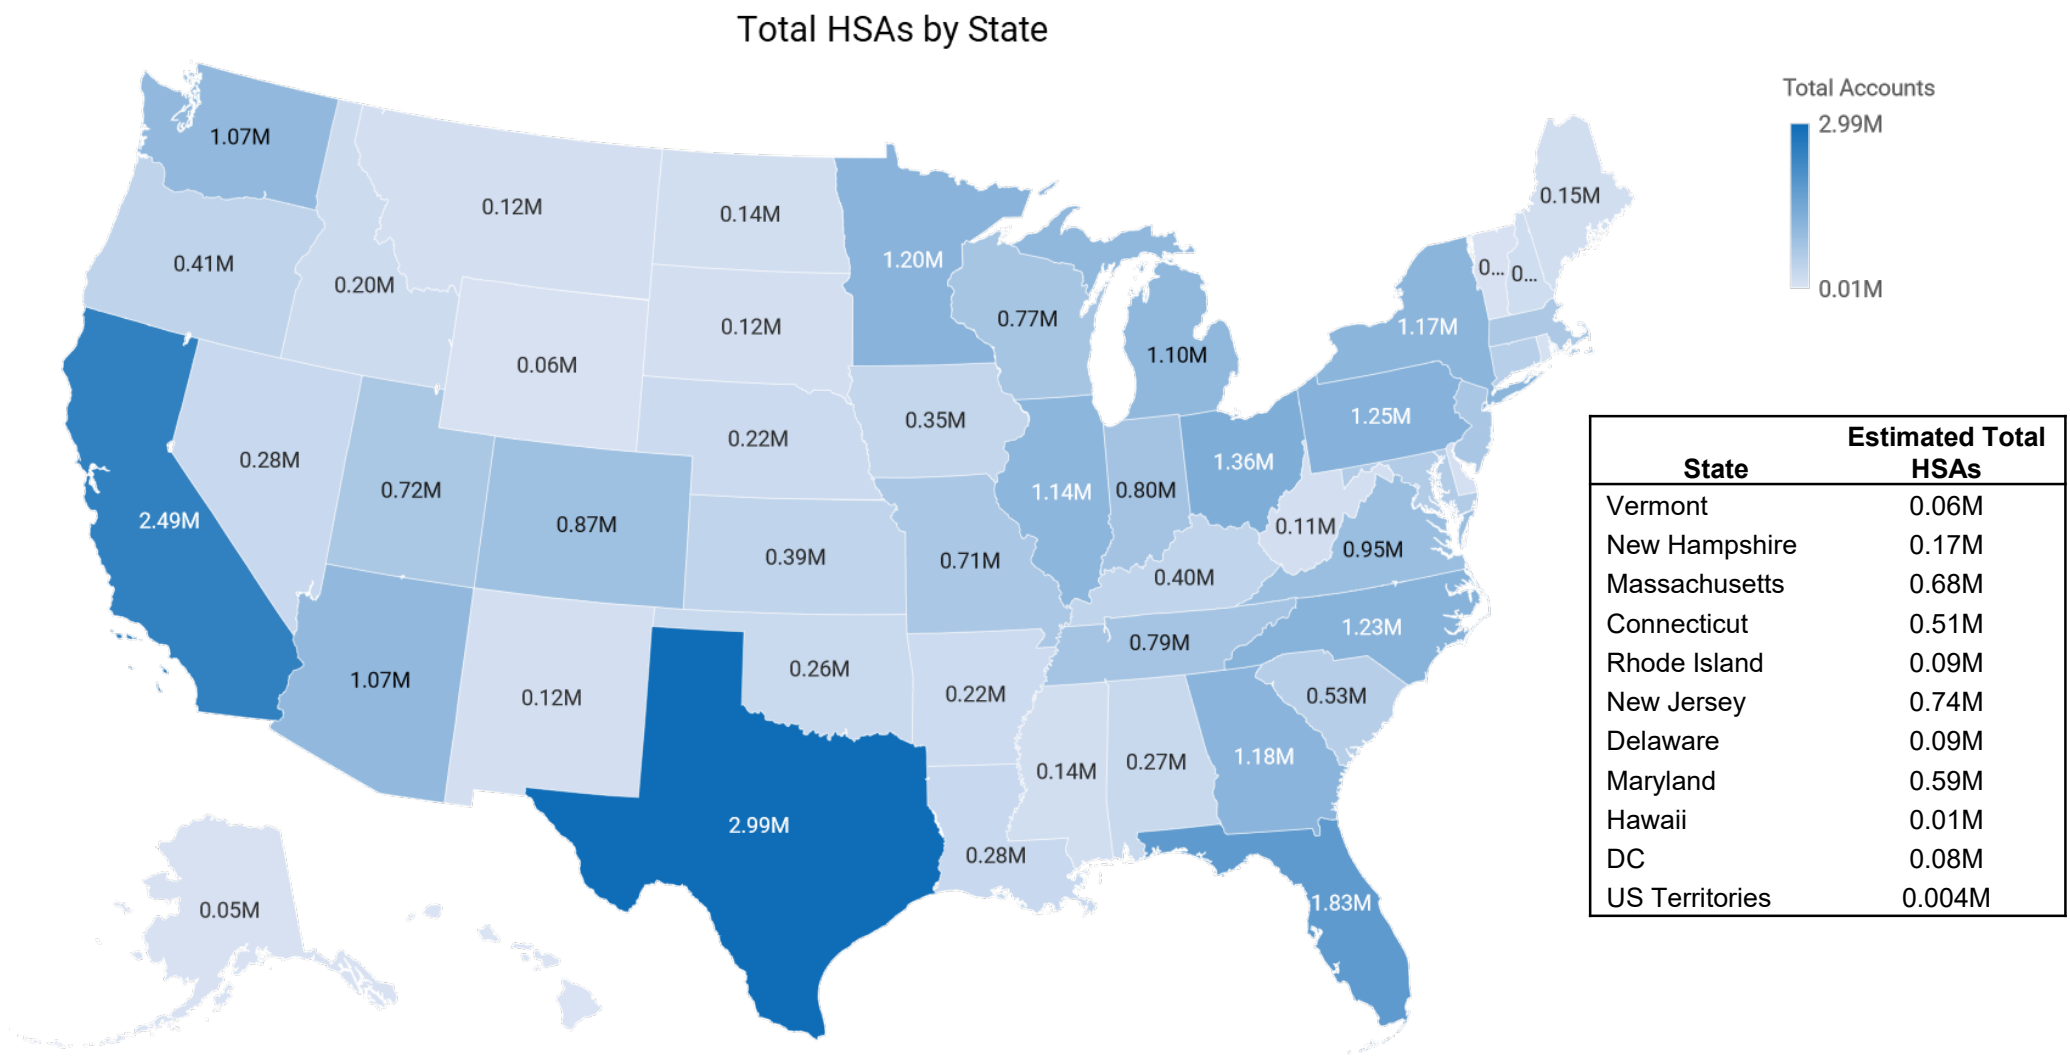 Total HSAs by State
Total Accounts
2.99M
0.01M
1.07M
0.41M
0.20M
0.12M
0.14M
0.12M
0.06M
1.20M
0.77M
1.10M
0.15M
0...
0...
1.17M
1.25M
2.49M
0.28M
0.72M
0.87M
0.22M
0.39M
0.35M
0.71M
1.14M
0.80M
1.36M
0.11M
0.95M
0.40M
0.79M
1.23M
0.53M
1.07M
0.12M
0.26M
0.22M
2.99M
0.28M
0.14M
0.27M
1.18M
1.83M
0.05M
State Estimated Total
HSAs
Vermont 0.06M
New Hampshire 0.17M
Massachusetts 0.68M
Connecticut 0.51M
Rhode Island 0.09M
New Jersey 0.74M
Delaware 0.09M
Maryland 0.59M
Hawaii 0.01M
DC 0.08M
US Territories 0.004M